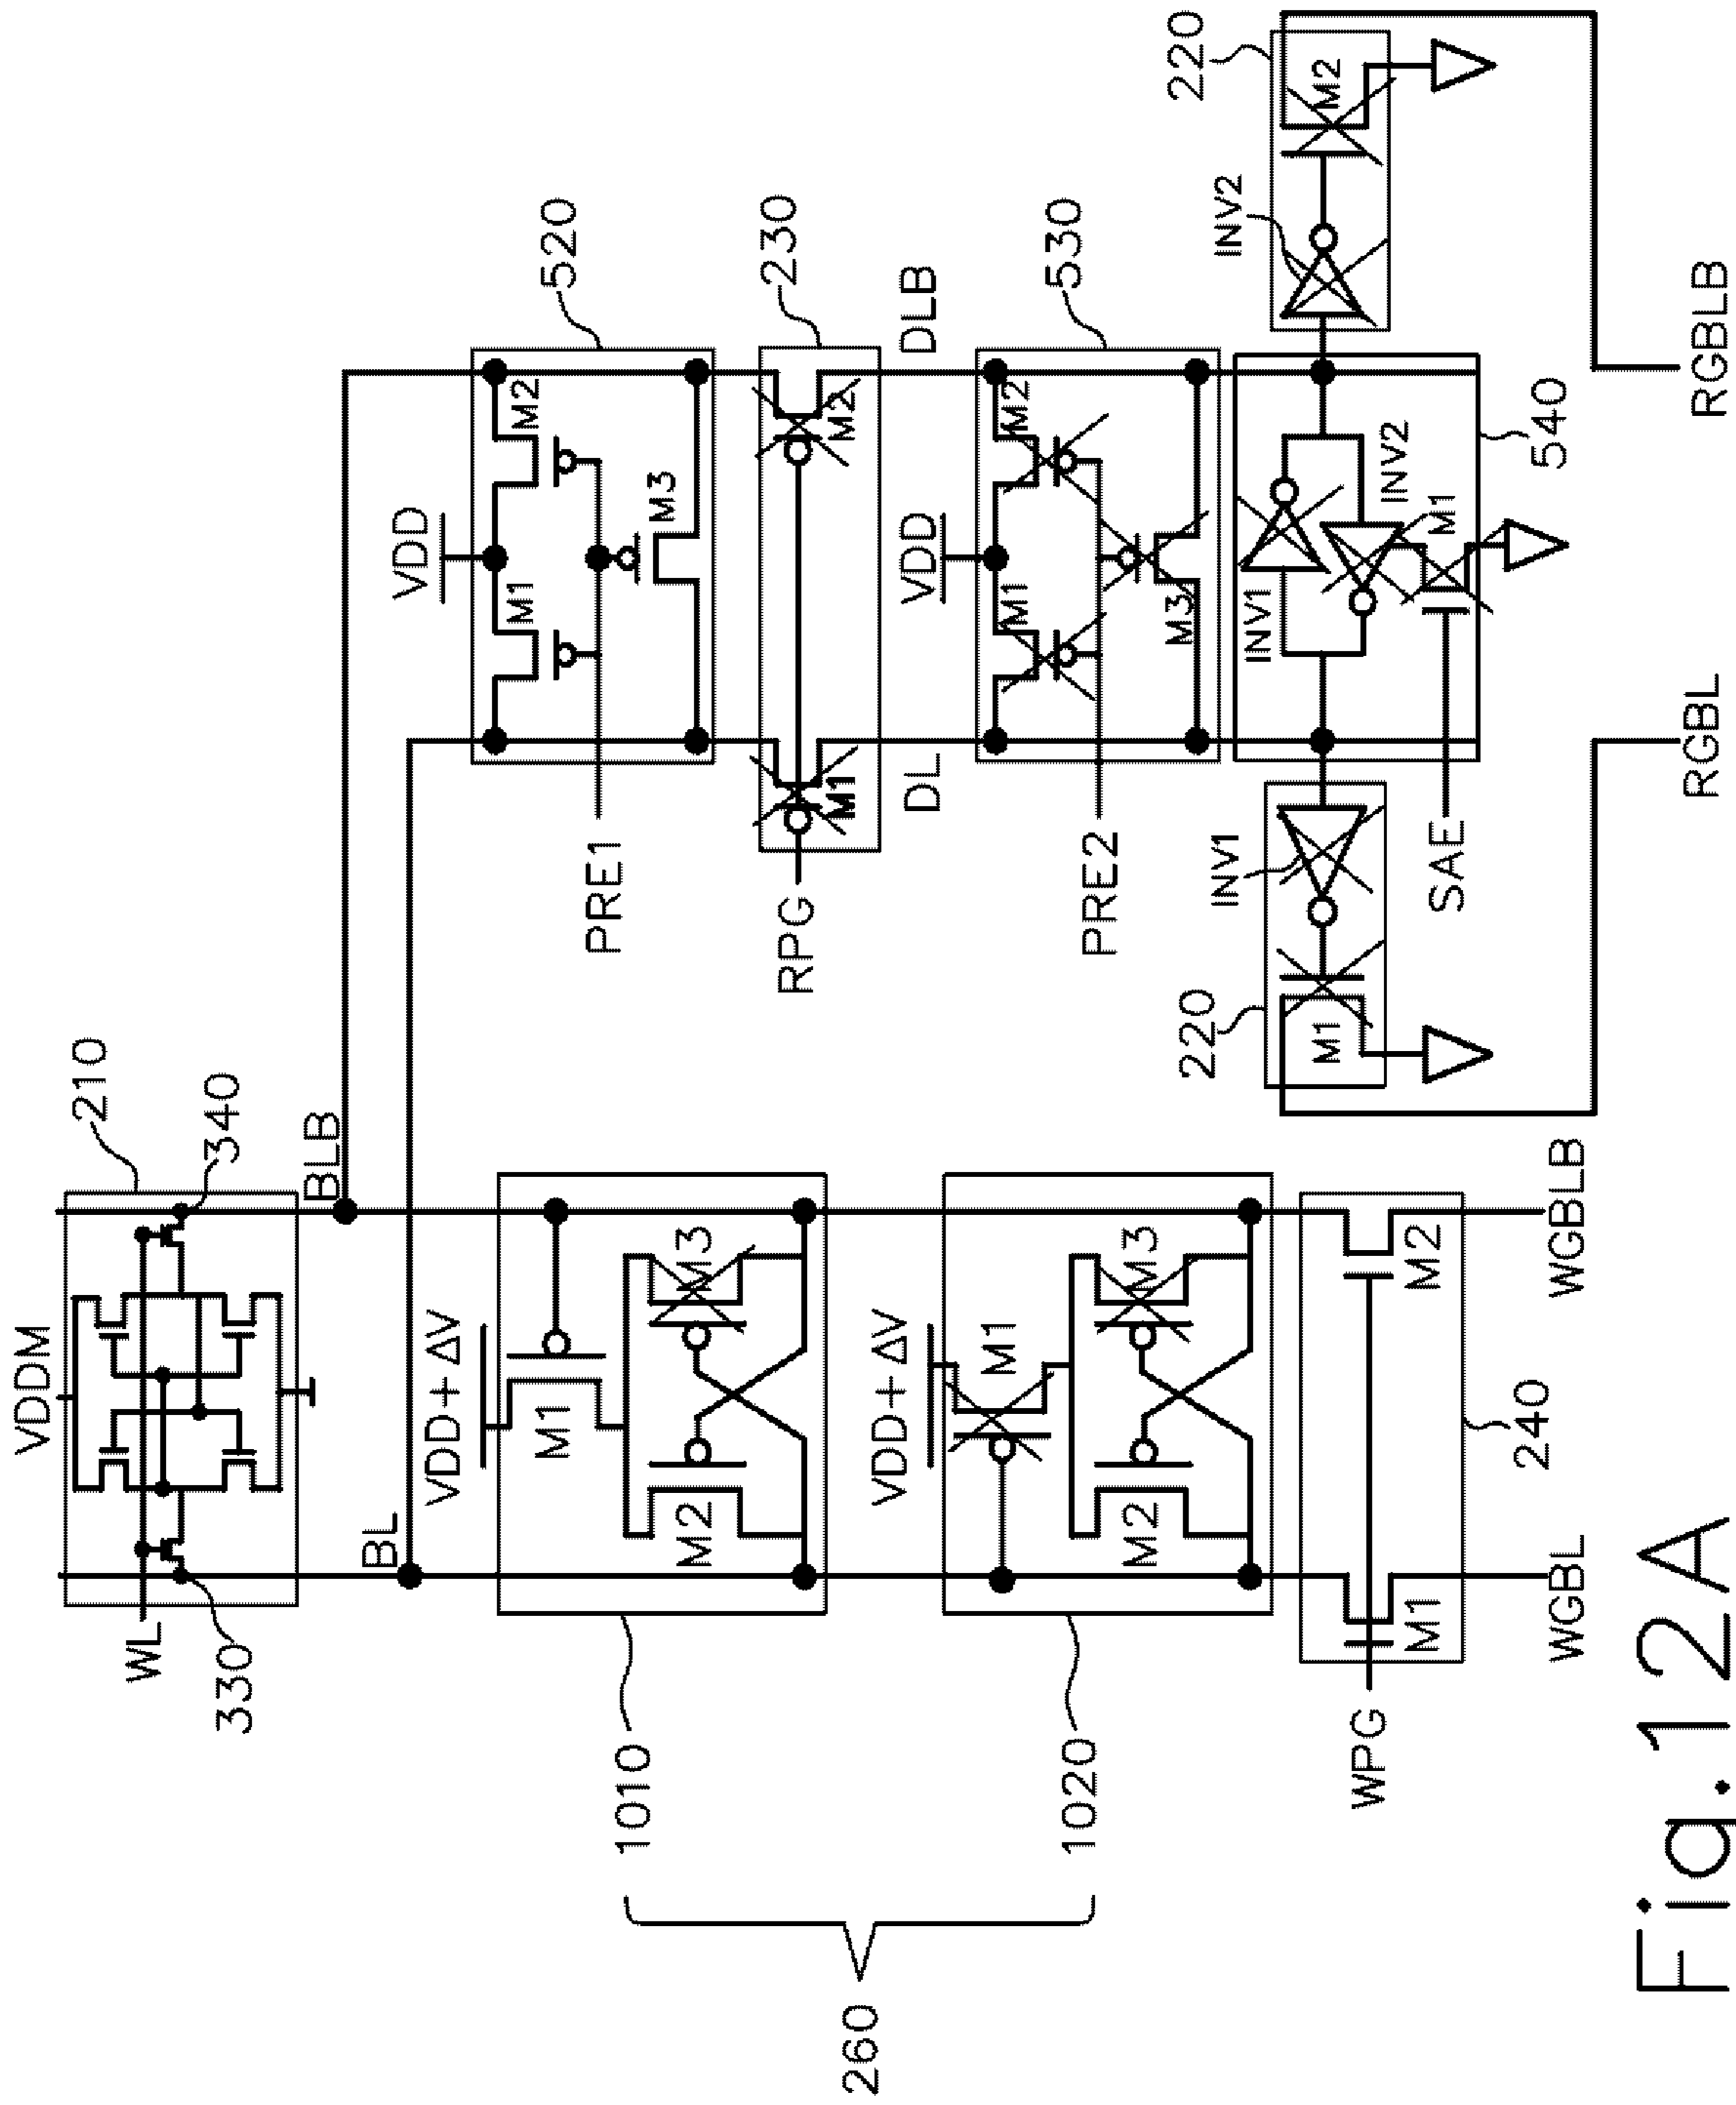 210
VDDM
340
WL
330
BLB
BL
VDD+ΔV
M1
M3
M2
1010
VDD+ΔV
M1
M3
M2
1020
260
WPG
M1
M2
240
WGBL
WGBLB
520
VDD
M1
M2
M3
PRE1
230
RPG
M1
M2
DL
DLB
530
VDD
M1
M2
M3
PRE2
220
INV1
M1
INV1
INV2
M1
SAE
540
220
INV2
M2
RGBL
RGBLB
Fig.12A